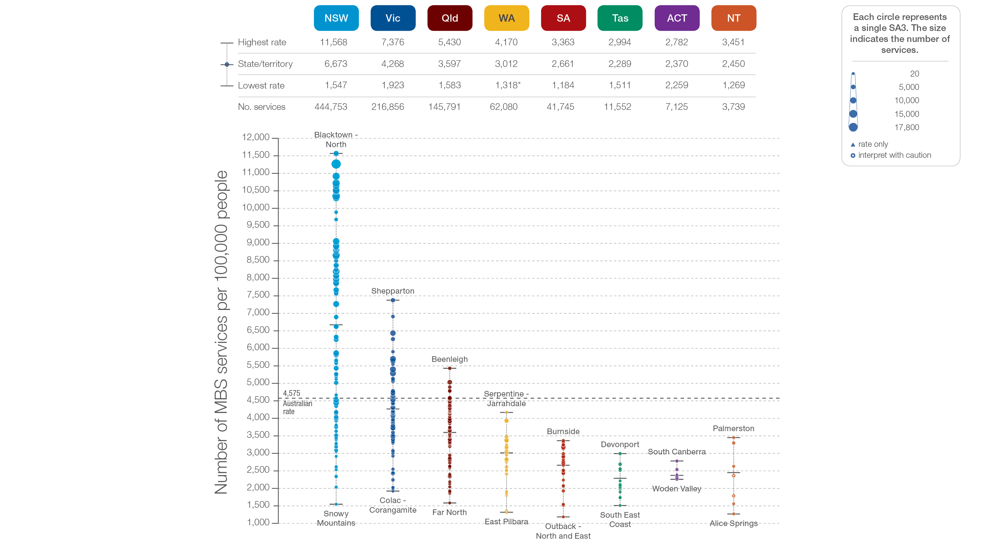 NSW Vic Qld WA SA Tas ACT NT
Highest rate 11,568 7,376 5,430 4,170 3,363 2,994 2,782 3,451
State/territory 6,673 4,268 3,597 3,012 2,661 2,289 2,370 2,450
Lowest rate 1,547 1,923 1,583 1,318* 1,184 1,511 2,259 1,269
No. services 444,753 216,856 145,791 62,080 41,745 11,552 7,125 3,739
Each circle represents
a single SA3. The size
indicates the number of
services.
20
5,000
10,000
15,000
17,800
rate only
interpret with caution
Number of MBS services per 100,000 people
12,000
11,500
11,000
10,500
10,000
9,500
9,000
8,500
8,000
7,500
7,000
6,500
6,000
5,500
5,000
4,500
4,000
3,500
3,000
2,500
2,000
1,500
1,000
4,575
Australian
rate
Blacktown -
North
Snowy
Mountains
Shepparton
Colac -
Corangamite
Beenleigh
Far North
Serpentine -
Jarrahdale
East Pilbara
Burnside
Outback -
North and East
Devonport
South East
Coast
South Canberra
Woden Valley
Palmerston
Alice Springs